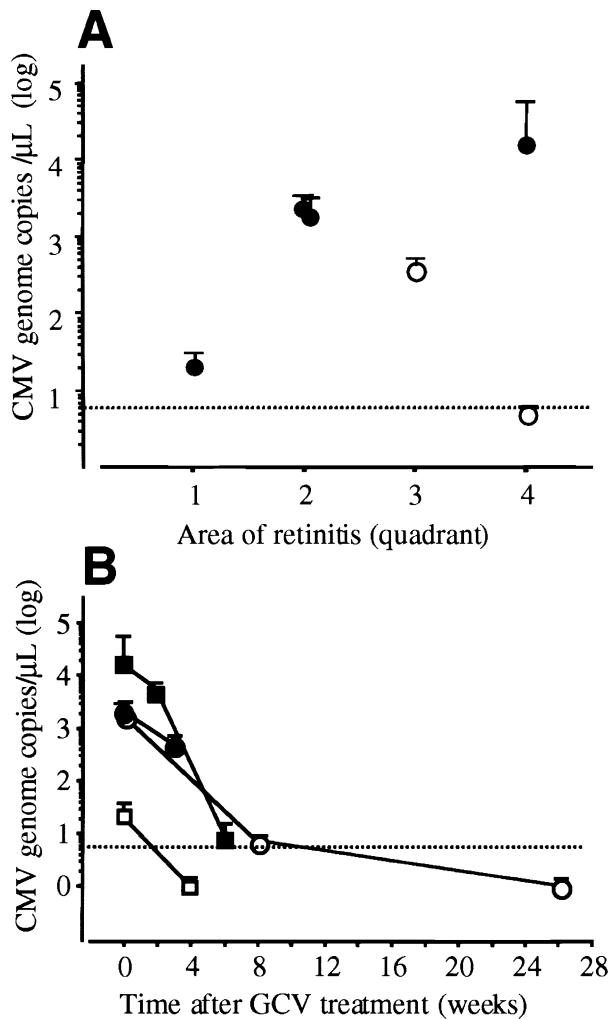 A
CMV genome copies /µL (log)
5
4
3
2
1
1 2 3 4
Area of retinitis (quadrant)
B
CMV genome copies/µL (log)
5
4
3
2
1
0
0 4 8 12 16 20 24 28
Time after GCV treatment (weeks)